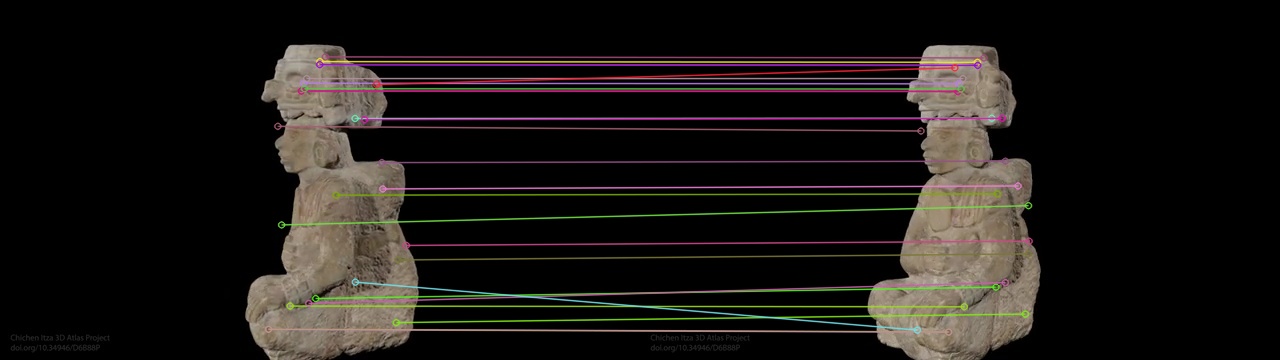 Chichen Itza 3D Atlas Project
doi.org/10.34946/D6B88P
Chichen Itza 3D Atlas Project
doi.org/10.34946/D6B88P